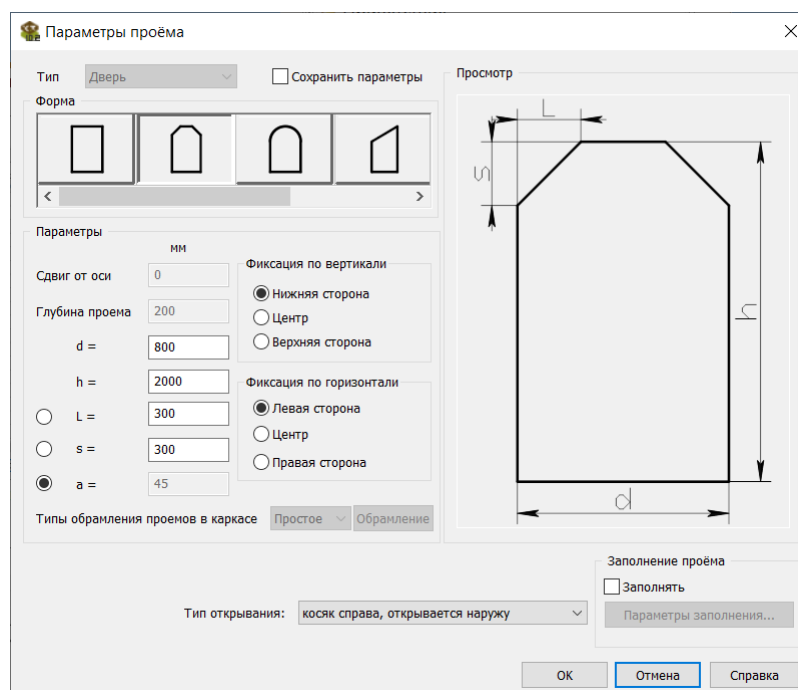 Параметры проёма
Тип Дверь Сохранить параметры
Форма
Просмотр
L
S
h
d
Параметры
мм
Сдвиг от оси 0
Глубина проема 200
d = 800
h = 2000
L = 300
s = 300
a = 45
Фиксация по вертикали
Нижняя сторона
Центр
Верхняя сторона
Фиксация по горизонтали
Левая сторона
Центр
Правая сторона
Типы обрамления проемов в каркасе Простое Обрамление
Заполнение проёма
Заполнять
Параметры заполнения...
Тип открывания: косяк справа, открывается наружу
ОК Отмена Справка